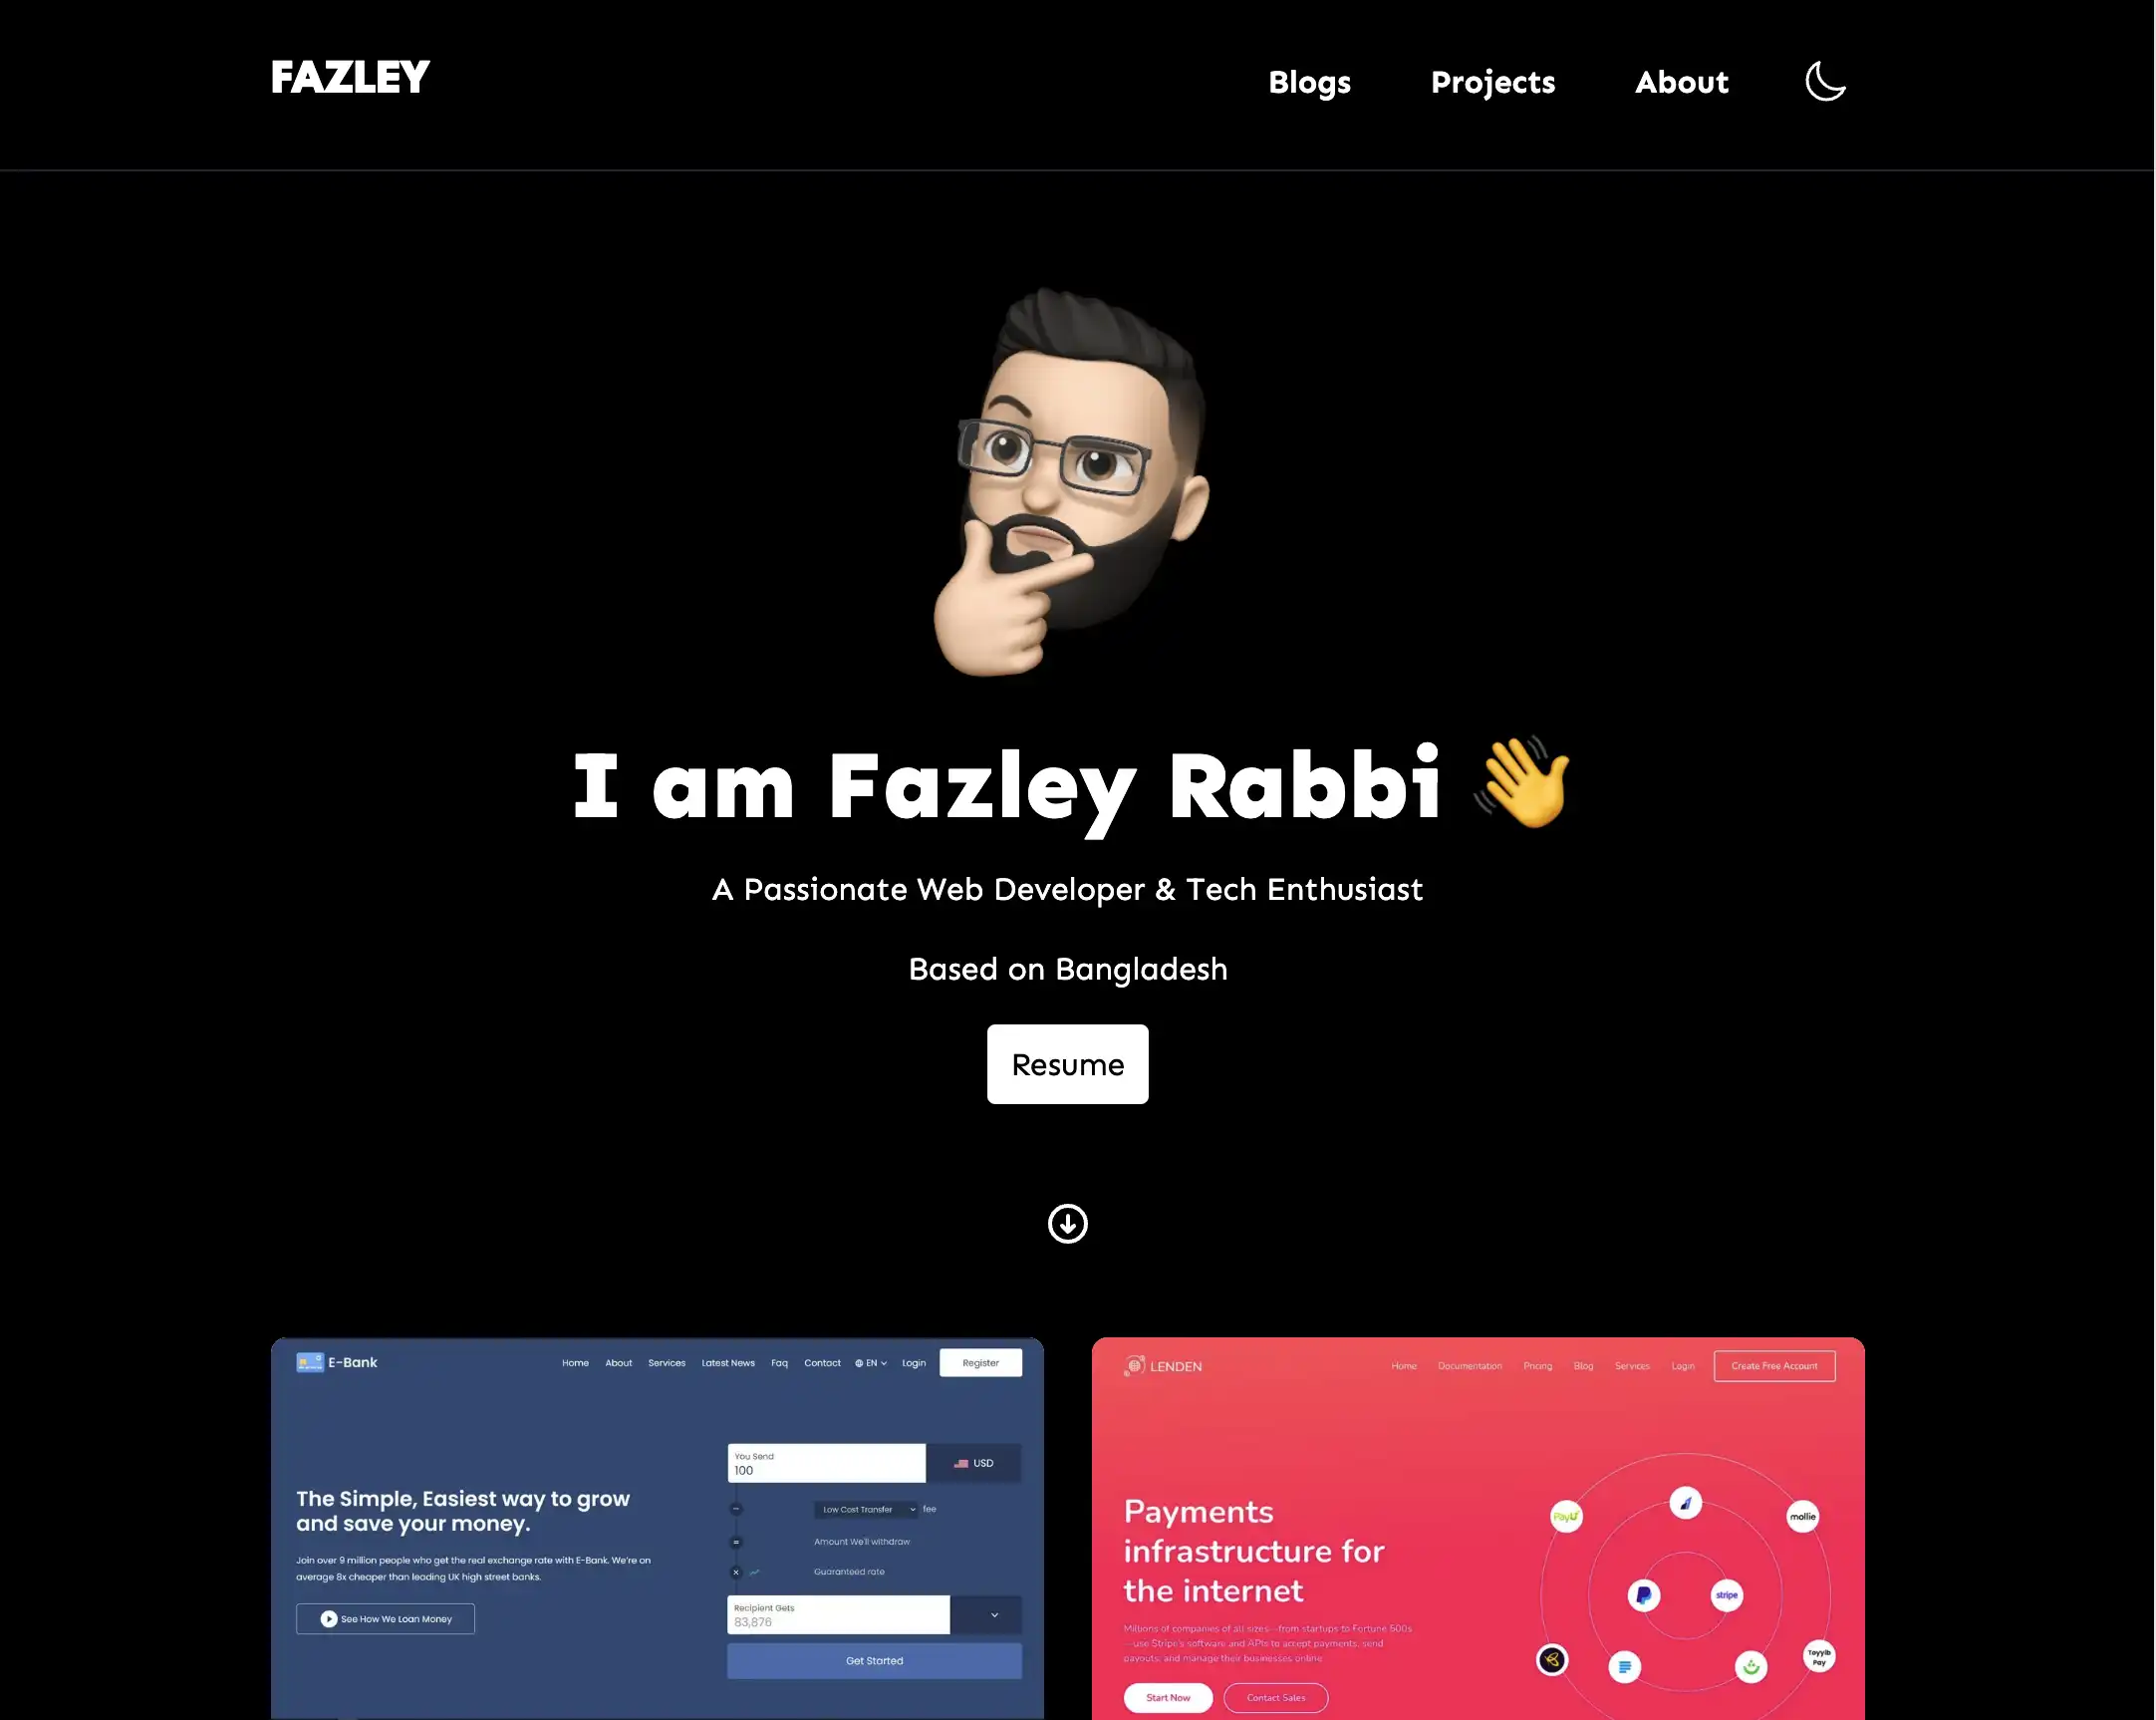 FAZLEY
Blogs Projects About
I am Fazley Rabbi 👋
A Passionate Web Developer & Tech Enthusiast
Based on Bangladesh
Resume
E-Bank
Home About Services Latest News Faq Contact EN Login Register
The Simple, Easiest way to grow
and save your money.
Join over 9 million people who get the real exchange rate with E-Bank. We're on
average 8x cheaper than leading UK high street banks.
See How We Loan Money
You Send
100
USD
Low Cost Transfer fee
Amount We'll withdraw
Guaranteed rate
Recipient Gets
83,876
Get Started
LENDEN
Home Documentation Pricing Blog Services Login Create Free Account
Payments
infrastructure for
the internet
Millions of companies of all sizes—from startups to Fortune 500s
—use Stripe's software and APIs to accept payments, send
payouts, and manage their businesses online
Start Now
Contact Sales
PayU
mollie
stripe
Tayyib
Pay